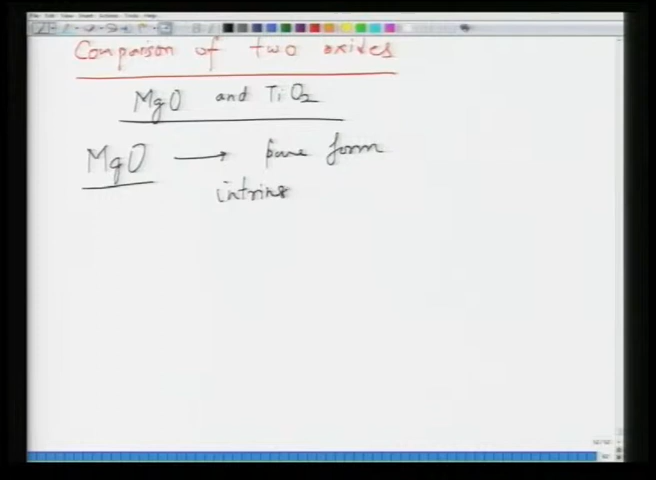 Comparison of two oxides
MgO and TiO2
MgO → pure form
intrins